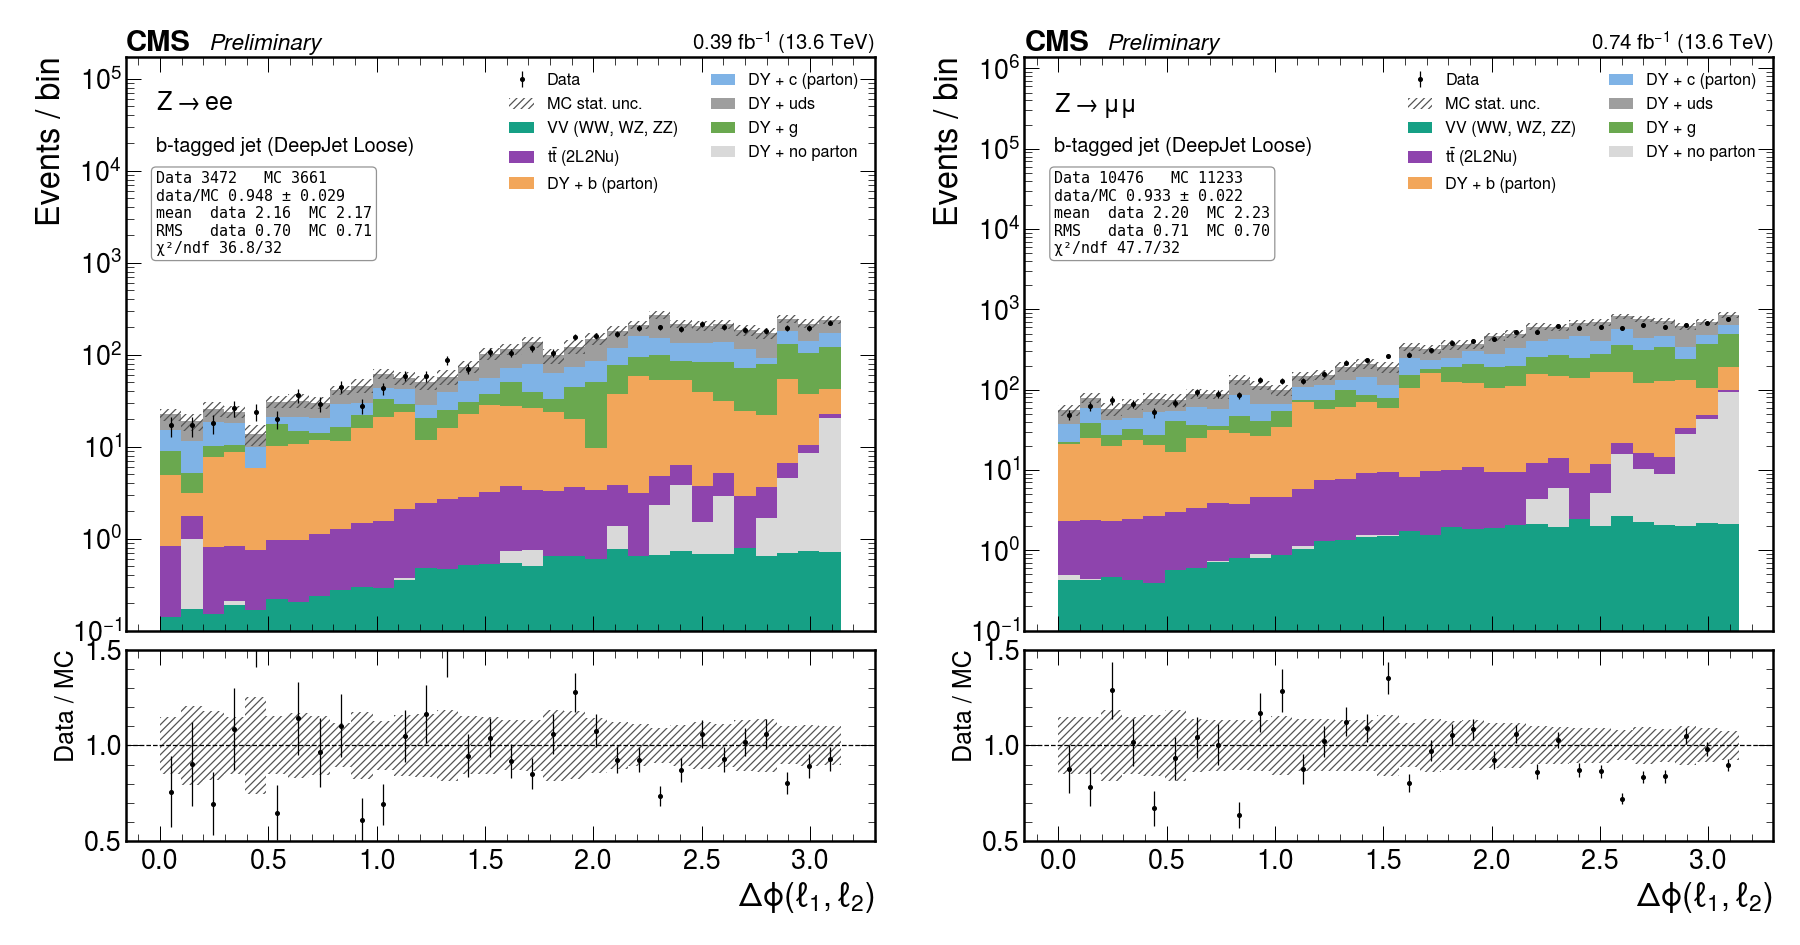 CMS Preliminary 0.39 fb⁻¹ (13.6 TeV)
Events / bin
10⁵
10⁴
10³
10²
10¹
10⁰
10⁻¹
Z→ee
b-tagged jet (DeepJet Loose)
Data 3472 MC 3661
data/MC 0.948 ± 0.029
mean data 2.16 MC 2.17
RMS data 0.70 MC 0.71
χ²/ndf 36.8/32
Data
MC stat. unc.
VV (WW, WZ, ZZ)
tt̄ (2L2Nu)
DY + b (parton)
DY + c (parton)
DY + uds
DY + g
DY + no parton
Data / MC
1.5
1.0
0.5
0.0 0.5 1.0 1.5 2.0 2.5 3.0
Δϕ(ℓ₁, ℓ₂)
CMS Preliminary 0.74 fb⁻¹ (13.6 TeV)
Events / bin
10⁶
10⁵
10⁴
10³
10²
10¹
10⁰
10⁻¹
Z→μμ
b-tagged jet (DeepJet Loose)
Data 10476 MC 11233
data/MC 0.933 ± 0.022
mean data 2.20 MC 2.23
RMS data 0.71 MC 0.70
χ²/ndf 47.7/32
Data
MC stat. unc.
VV (WW, WZ, ZZ)
tt̄ (2L2Nu)
DY + b (parton)
DY + c (parton)
DY + uds
DY + g
DY + no parton
Data / MC
1.5
1.0
0.5
0.0 0.5 1.0 1.5 2.0 2.5 3.0
Δϕ(ℓ₁, ℓ₂)